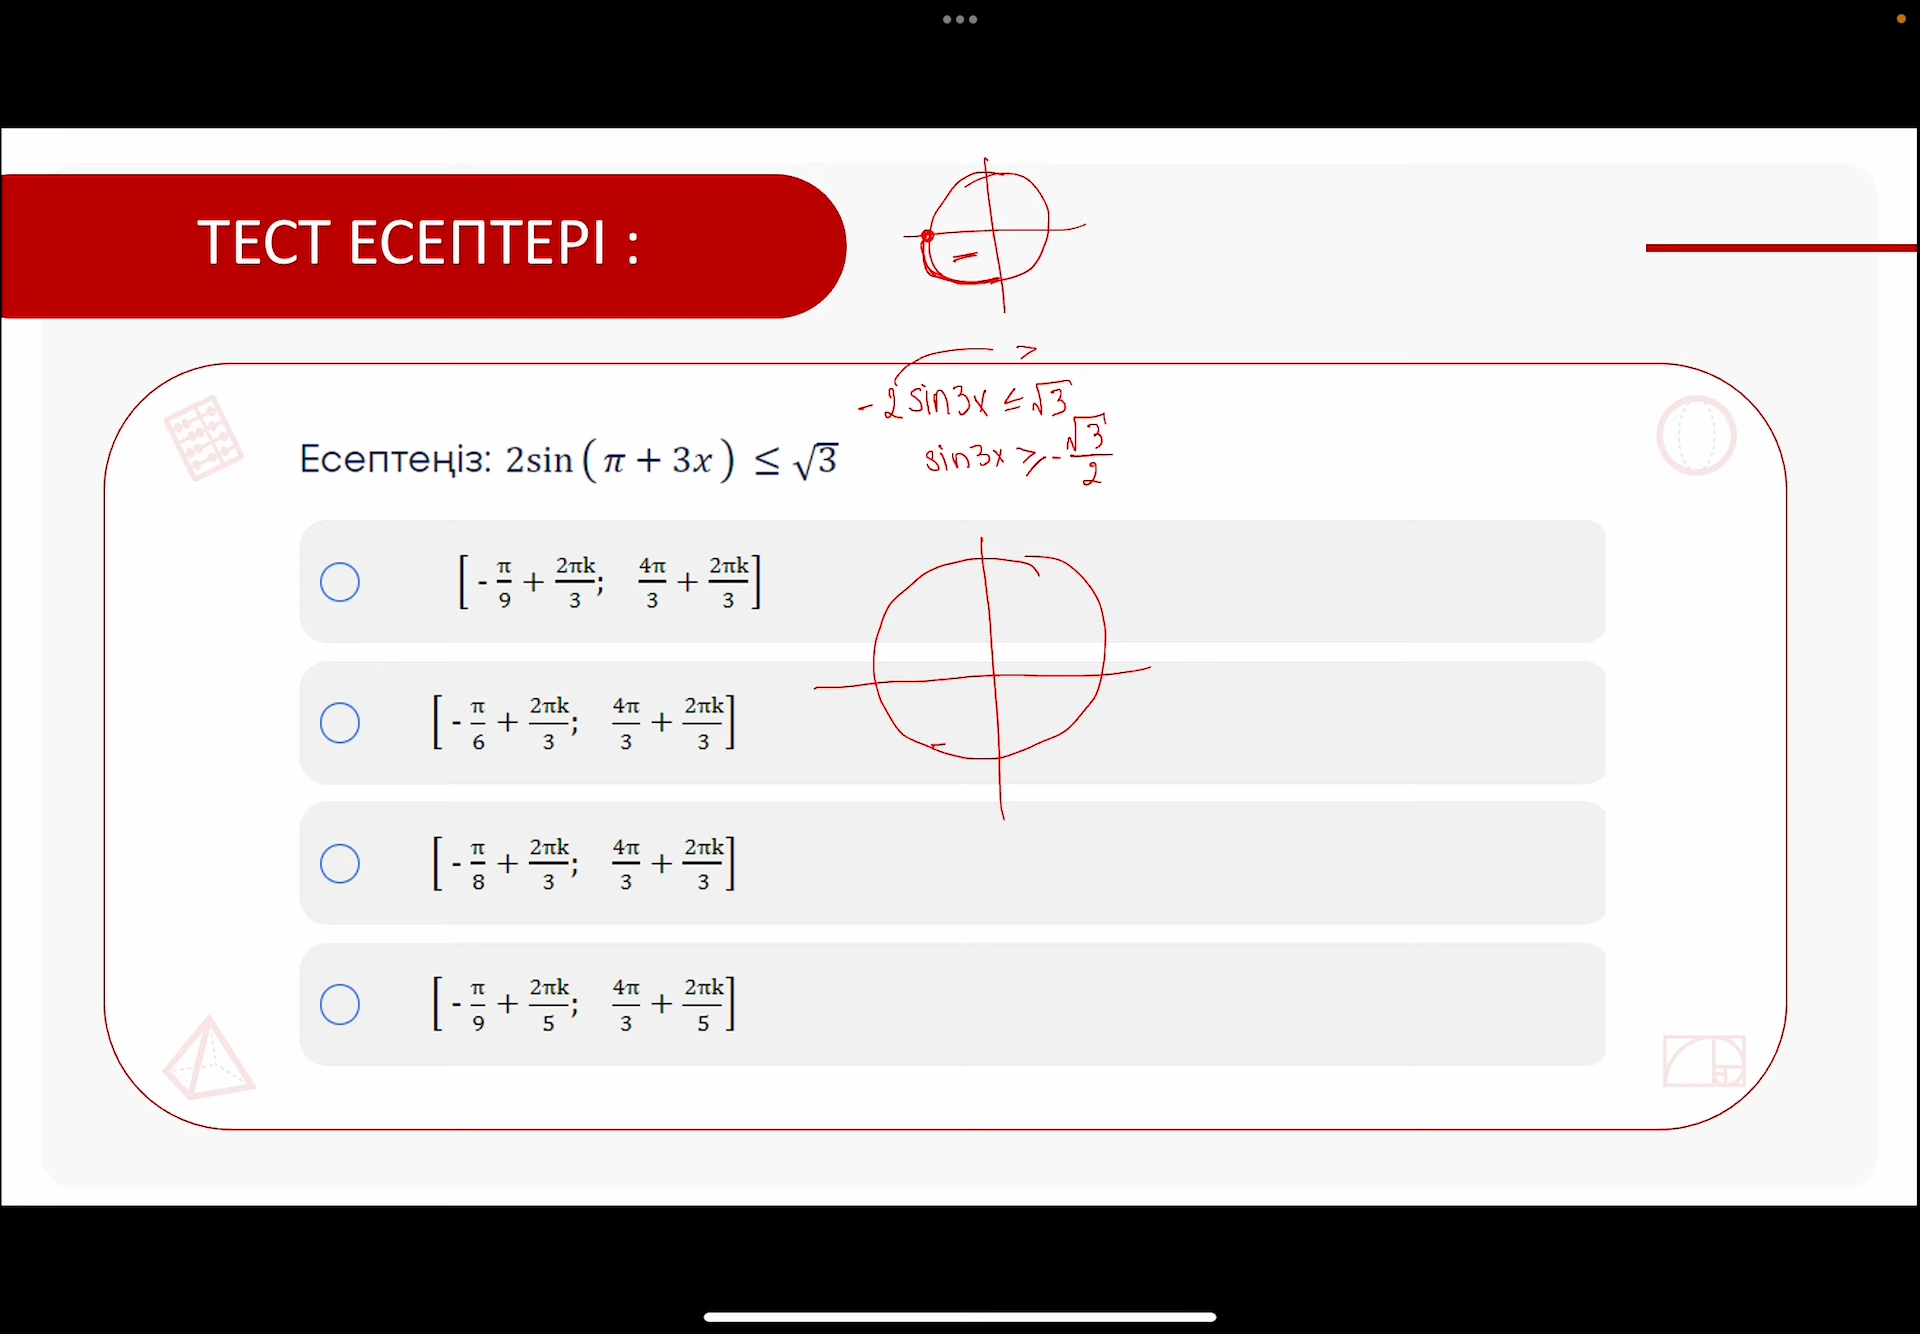 ТЕСТ ЕСЕПТЕРІ :
>
-2sin3x ≤ √3
sin3x ≥ -√3/2
Есептеңіз: 2sin(π + 3x) ≤ √3
[-π/9 + 2πk/3; 4π/3 + 2πk/3]
[-π/6 + 2πk/3; 4π/3 + 2πk/3]
[-π/8 + 2πk/3; 4π/3 + 2πk/3]
[-π/9 + 2πk/5; 4π/3 + 2πk/5]